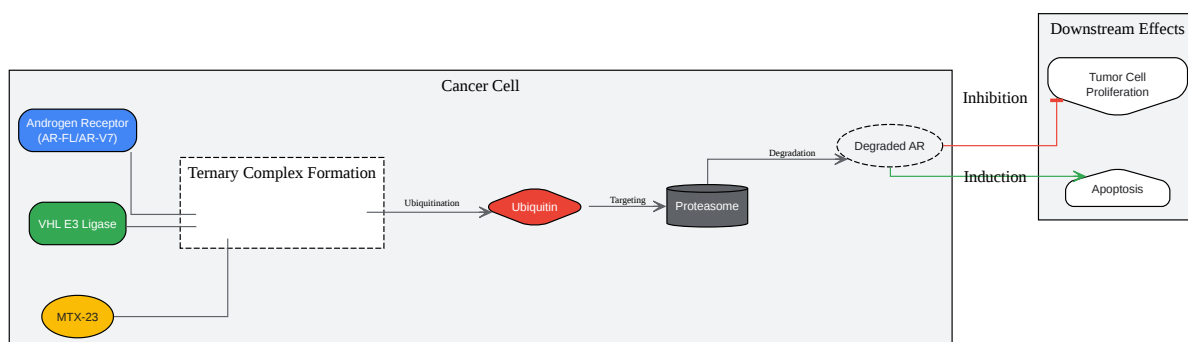 Downstream Effects
Cancer Cell
Tumor Cell
Proliferation
Inhibition
Androgen Receptor
(AR-FL/AR-V7)
Degraded AR
Degradation
Ternary Complex Formation
Induction
Apoptosis
Ubiquitination
Ubiquitin
Targeting
Proteasome
VHL E3 Ligase
MTX-23